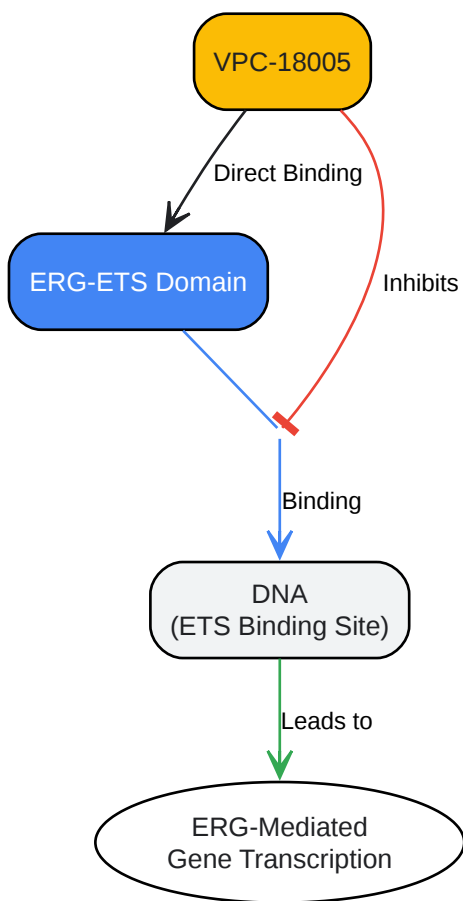 VPC-18005
Direct Binding
ERG-ETS Domain
Inhibits
Binding
DNA
(ETS Binding Site)
Leads to
ERG-Mediated
Gene Transcription